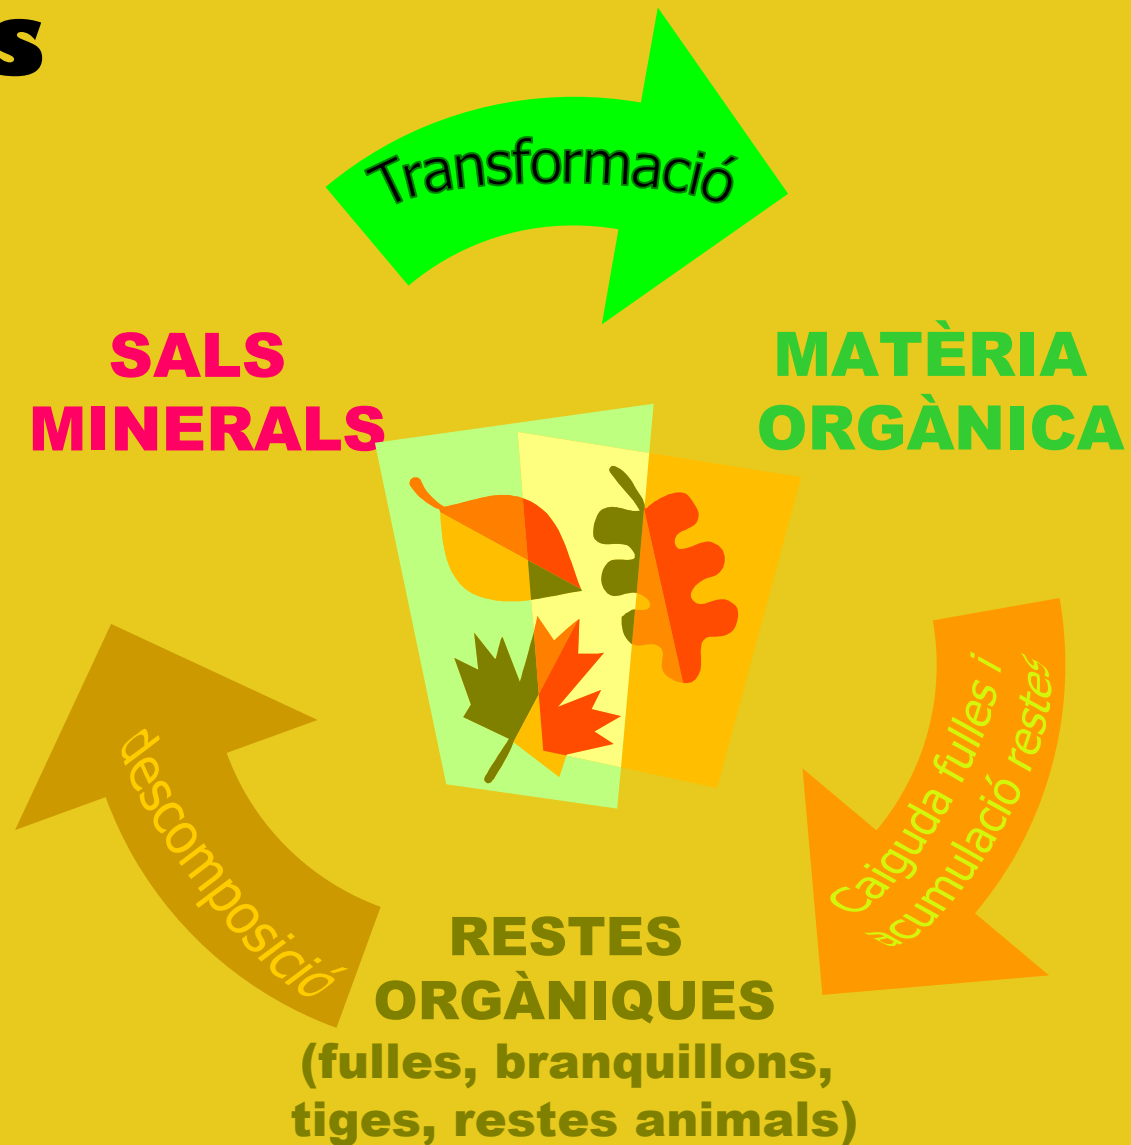 s
Transformació
SALS
MINERALS
MATÈRIA
ORGÀNICA
Caiguda fulles i
acumulació restes
descomposició
RESTES
ORGÀNIQUES
(fulles, branquillons,
tiges, restes animals)